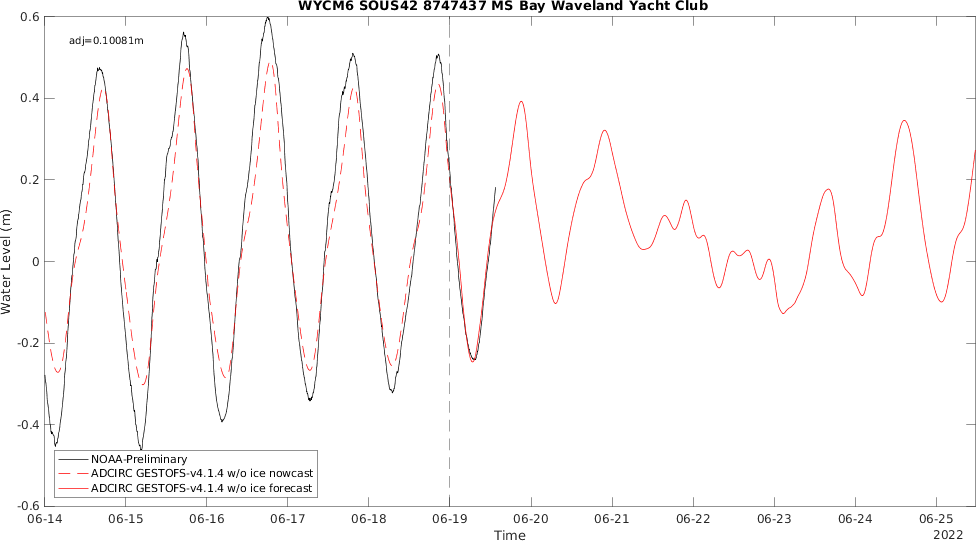 WYCM6 SOUS42 8747437 MS Bay Waveland Yacht Club
adj=0.10081m
0.6
0.4
0.2
0
-0.2
-0.4
-0.6
Water Level (m)
NOAA-Preliminary
ADCIRC GESTOFS-v4.1.4 w/o ice nowcast
ADCIRC GESTOFS-v4.1.4 w/o ice forecast
06-14 06-15 06-16 06-17 06-18 06-19 06-20 06-21 06-22 06-23 06-24 06-25
Time
2022